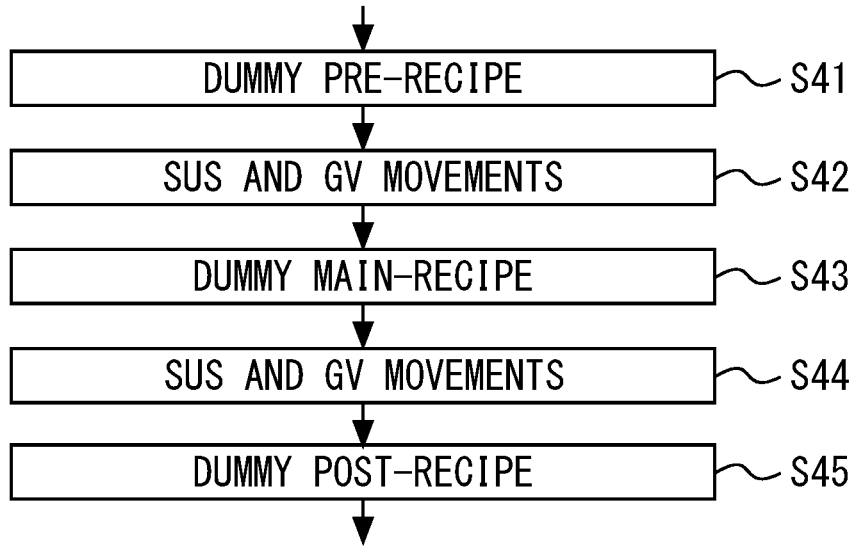 DUMMY PRE-RECIPE S41
SUS AND GV MOVEMENTS S42
DUMMY MAIN-RECIPE S43
SUS AND GV MOVEMENTS S44
DUMMY POST-RECIPE S45